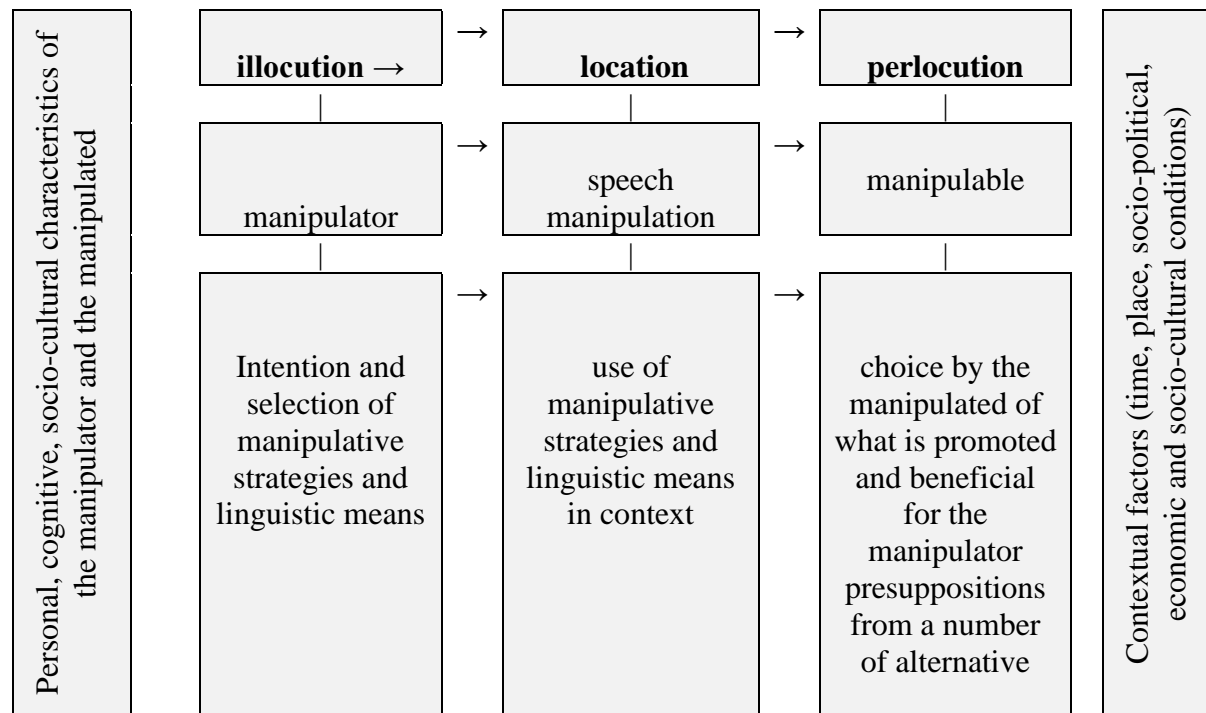 Personal, cognitive, socio-cultural characteristics of
the manipulator and the manipulated
→ →
illocution → location perlocution
| | |
→ →
manipulator speech manipulable
manipulation
| | |
→ →
Intention and
selection of
manipulative
strategies and
linguistic means
use of
manipulative
strategies and
linguistic means
in context
choice by the
manipulated of
what is promoted
and beneficial
for the
manipulator
presuppositions
from a number
of alternative
Contextual factors (time, place, socio-political,
economic and socio-cultural conditions)